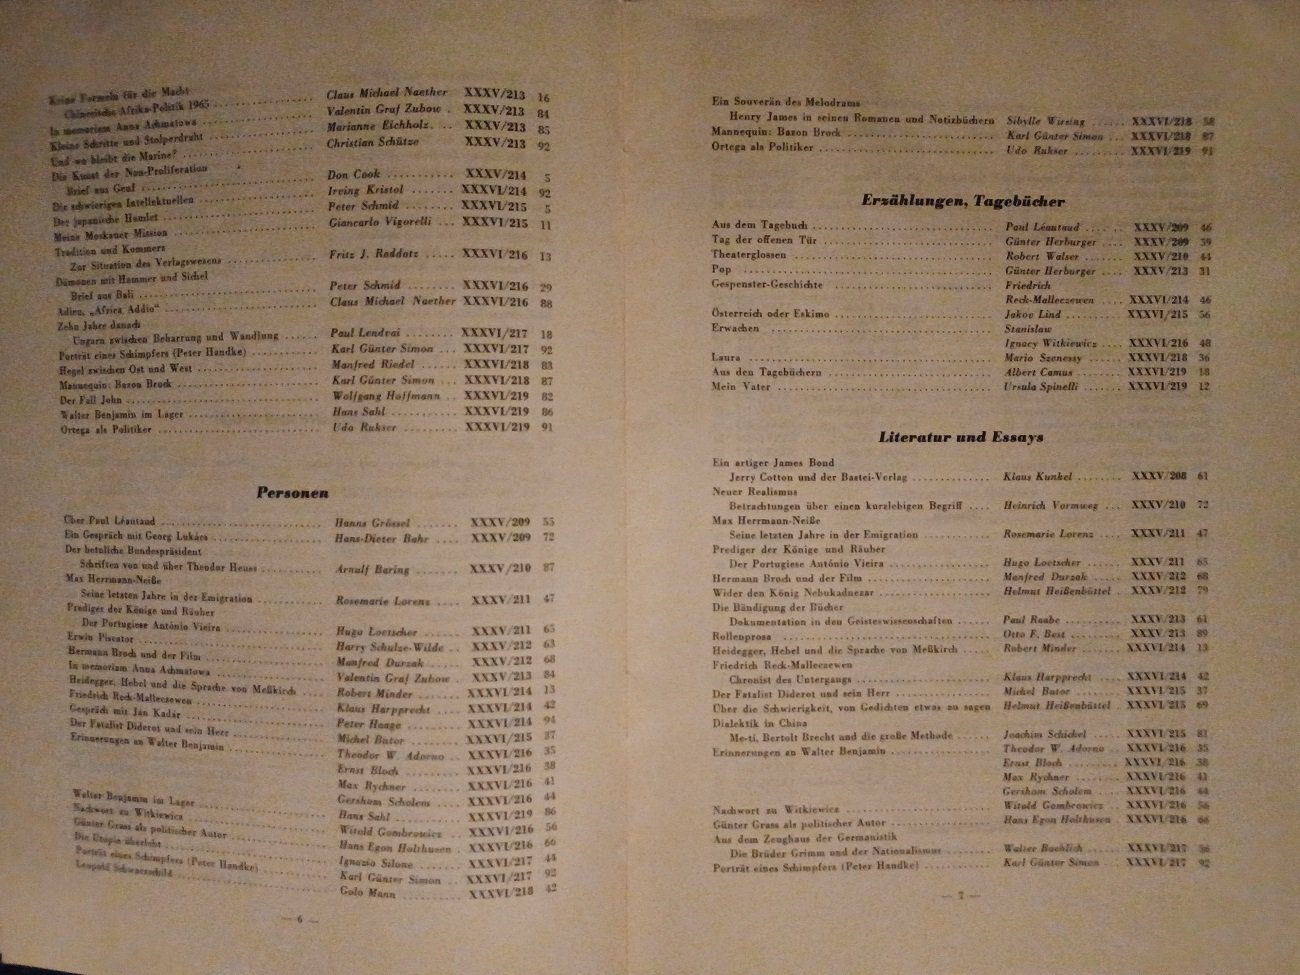 Keine Formeln für die Macht
Chinesische Afrika-Politik 1965 .......... Claus Michael Naether XXXV/213 16
In memoriam Anna Achmatowa .......... Valentin Graf Zubow . XXXV/213 84
Kleine Schritte und Stolperdraht .......... Marianne Eichholz . .. XXXV/213 85
Und wo bleibt die Marine? .......... Christian Schütze XXXV/213 92
Die Kunst der Non-Proliferation
Brief aus Genf .......... Don Cook .......... XXXV/214 5
Die schwierigen Intellektuellen .......... Irving Kristol ....... XXXVI/214 92
Der japanische Hamlet .......... Peter Schmid ....... XXXVI/215 5
Meine Moskauer Mission .......... Giancarlo Vigorelli ... XXXVI/215 11
Tradition und Kommerz
Zur Situation des Verlagswesens .......... Fritz J. Raddatz ..... XXXVI/216 13
Dämonen mit Hammer und Sichel
Brief aus Bali .......... Peter Schmid ....... XXXVI/216 29
Adieu, „Africa Addio“ .......... Claus Michael Naether XXXVI/216 88
Zehn Jahre danach
Ungarn zwischen Beharrung und Wandlung ...... Paul Lendvai ........ XXXVI/217 18
Porträt eines Schimpfers (Peter Handke) .......... Karl Günter Simon ... XXXVI/217 92
Hegel zwischen Ost und West .......... Manfred Riedel ...... XXXVI/218 83
Mannequin: Bazon Brock .......... Karl Günter Simon ... XXXVI/218 87
Der Fall John .......... Wolfgang Hoffmann .. XXXVI/219 82
Walter Benjamin im Lager .......... Hans Sahl .......... XXXVI/219 86
Ortega als Politiker .......... Udo Rukser ......... XXXVI/219 91
Personen
Über Paul Léautaud .......... Hanns Grössel ....... XXXV/209 55
Ein Gespräch mit Georg Lukács .......... Hans-Dieter Bahr .... XXXV/209 72
Der betuliche Bundespräsident
Schriften von und über Theodor Heuss .......... Arnulf Baring ....... XXXV/210 87
Max Herrmann-Neiße
Seine letzten Jahre in der Emigration .......... Rosemarie Lorenz .... XXXV/211 47
Prediger der Könige und Räuber
Der Portugiese António Vieira .......... Hugo Loetscher ...... XXXV/211 65
Erwin Piscator .......... Harry Schulze-Wilde .. XXXV/212 63
Hermann Broch und der Film .......... Manfred Durzak ..... XXXV/212 68
In memoriam Anna Achmatowa .......... Valentin Graf Zubow . XXXV/213 84
Heidegger, Hebel und die Sprache von Meßkirch .... Robert Minder ....... XXXVI/214 13
Friedrich Reck-Malleczewen .......... Klaus Harpprecht .... XXXVI/214 42
Gespräch mit Ján Kadár .......... Peter Haage ........ XXXVI/214 94
Der Fatalist Diderot und sein Herr .......... Michel Butor ....... XXXVI/215 37
Erinnerungen an Walter Benjamin .......... Theodor W. Adorno .. XXXVI/216 35
Ernst Bloch ......... XXXVI/216 38
Max Rychner ........ XXXVI/216 41
Gershom Scholem .... XXXVI/216 44
Walter Benjamin im Lager .......... Hans Sahl .......... XXXVI/219 86
Nachwort zu Witkiewicz .......... Witold Gombrowicz .. XXXVI/216 56
Günter Grass als politischer Autor .......... Hans Egon Holthusen . XXXVI/216 66
Die Utopie überlebt .......... Ignazio Silone ....... XXXVI/217 44
Porträt eines Schimpfers (Peter Handke) .......... Karl Günter Simon .. XXXVI/217 92
Leopold Schwarzschild .......... Golo Mann ........ XXXVI/218 42
— 6 —
Ein Souverän des Melodrams
Henry James in seinen Romanen und Notizbüchern Sibylle Wirsing ...... XXXVI/218 58
Mannequin: Bazon Brock .......... Karl Günter Simon ... XXXVI/218 87
Ortega als Politiker .......... Udo Rukser ......... XXXVI/219 91
Erzählungen, Tagebücher
Aus dem Tagebuch .......... Paul Léautaud ...... XXXV/209 46
Tag der offenen Tür .......... Günter Herburger .... XXXV/209 59
Theaterglossen .......... Robert Walser ....... XXXV/210 44
Pop .......... Günter Herburger .... XXXV/213 31
Gespenster-Geschichte .......... Friedrich
Reck-Malleczewen .... XXXVI/214 46
Österreich oder Eskimo .......... Jakov Lind .......... XXXVI/215 56
Erwachen .......... Stanislaw
Ignacy Witkiewicz ... XXXVI/216 48
Laura .......... Mario Szenessy ...... XXXVI/218 36
Aus den Tagebüchern .......... Albert Camus ....... XXXVI/219 18
Mein Vater .......... Ursula Spinelli ....... XXXVI/219 12
Literatur und Essays
Ein artiger James Bond
Jerry Cotton und der Bastei-Verlag ............. Klaus Kunkel ........ XXXV/208 61
Neuer Realismus
Betrachtungen über einen kurzlebigen Begriff .... Heinrich Vormweg ... XXXV/210 72
Max Herrmann-Neiße
Seine letzten Jahre in der Emigration .......... Rosemarie Lorenz .... XXXV/211 47
Prediger der Könige und Räuber
Der Portugiese António Vieira .......... Hugo Loetscher ...... XXXV/211 65
Hermann Broch und der Film .......... Manfred Durzak ..... XXXV/212 68
Wider den König Nebukadnezar .......... Helmut Heißenbüttel . XXXV/212 79
Die Bändigung der Bücher
Dokumentation in den Geisteswissenschaften ..... Paul Raabe ......... XXXV/213 61
Rollenprosa .......... Otto F. Best ........ XXXV/213 89
Heidegger, Hebel und die Sprache von Meßkirch .... Robert Minder ....... XXXVI/214 13
Friedrich Reck-Malleczewen
Chronist des Untergangs .......... Klaus Harpprecht .... XXXVI/214 42
Der Fatalist Diderot und sein Herr .......... Michel Butor ........ XXXVI/215 37
Über die Schwierigkeit, von Gedichten etwas zu sagen Helmut Heißenbüttel . XXXVI/215 69
Dialektik in China
Me-ti, Bertolt Brecht und die große Methode ..... Joachim Schickel ..... XXXVI/215 81
Erinnerungen an Walter Benjamin .......... Theodor W. Adorno .. XXXVI/216 35
Ernst Bloch ......... XXXVI/216 38
Max Rychner ........ XXXVI/216 41
Gershom Scholem .... XXXVI/216 44
Nachwort zu Witkiewicz .......... Witold Gombrowicz .. XXXVI/216 56
Günter Grass als politischer Autor .......... Hans Egon Holthusen . XXXVI/216 66
Aus dem Zeughaus der Germanistik
Die Brüder Grimm und der Nationalismus ....... Walter Boehlich ..... XXXVI/217 56
Porträt eines Schimpfers (Peter Handke) .......... Karl Günter Simon ... XXXVI/217 92
— 7 —